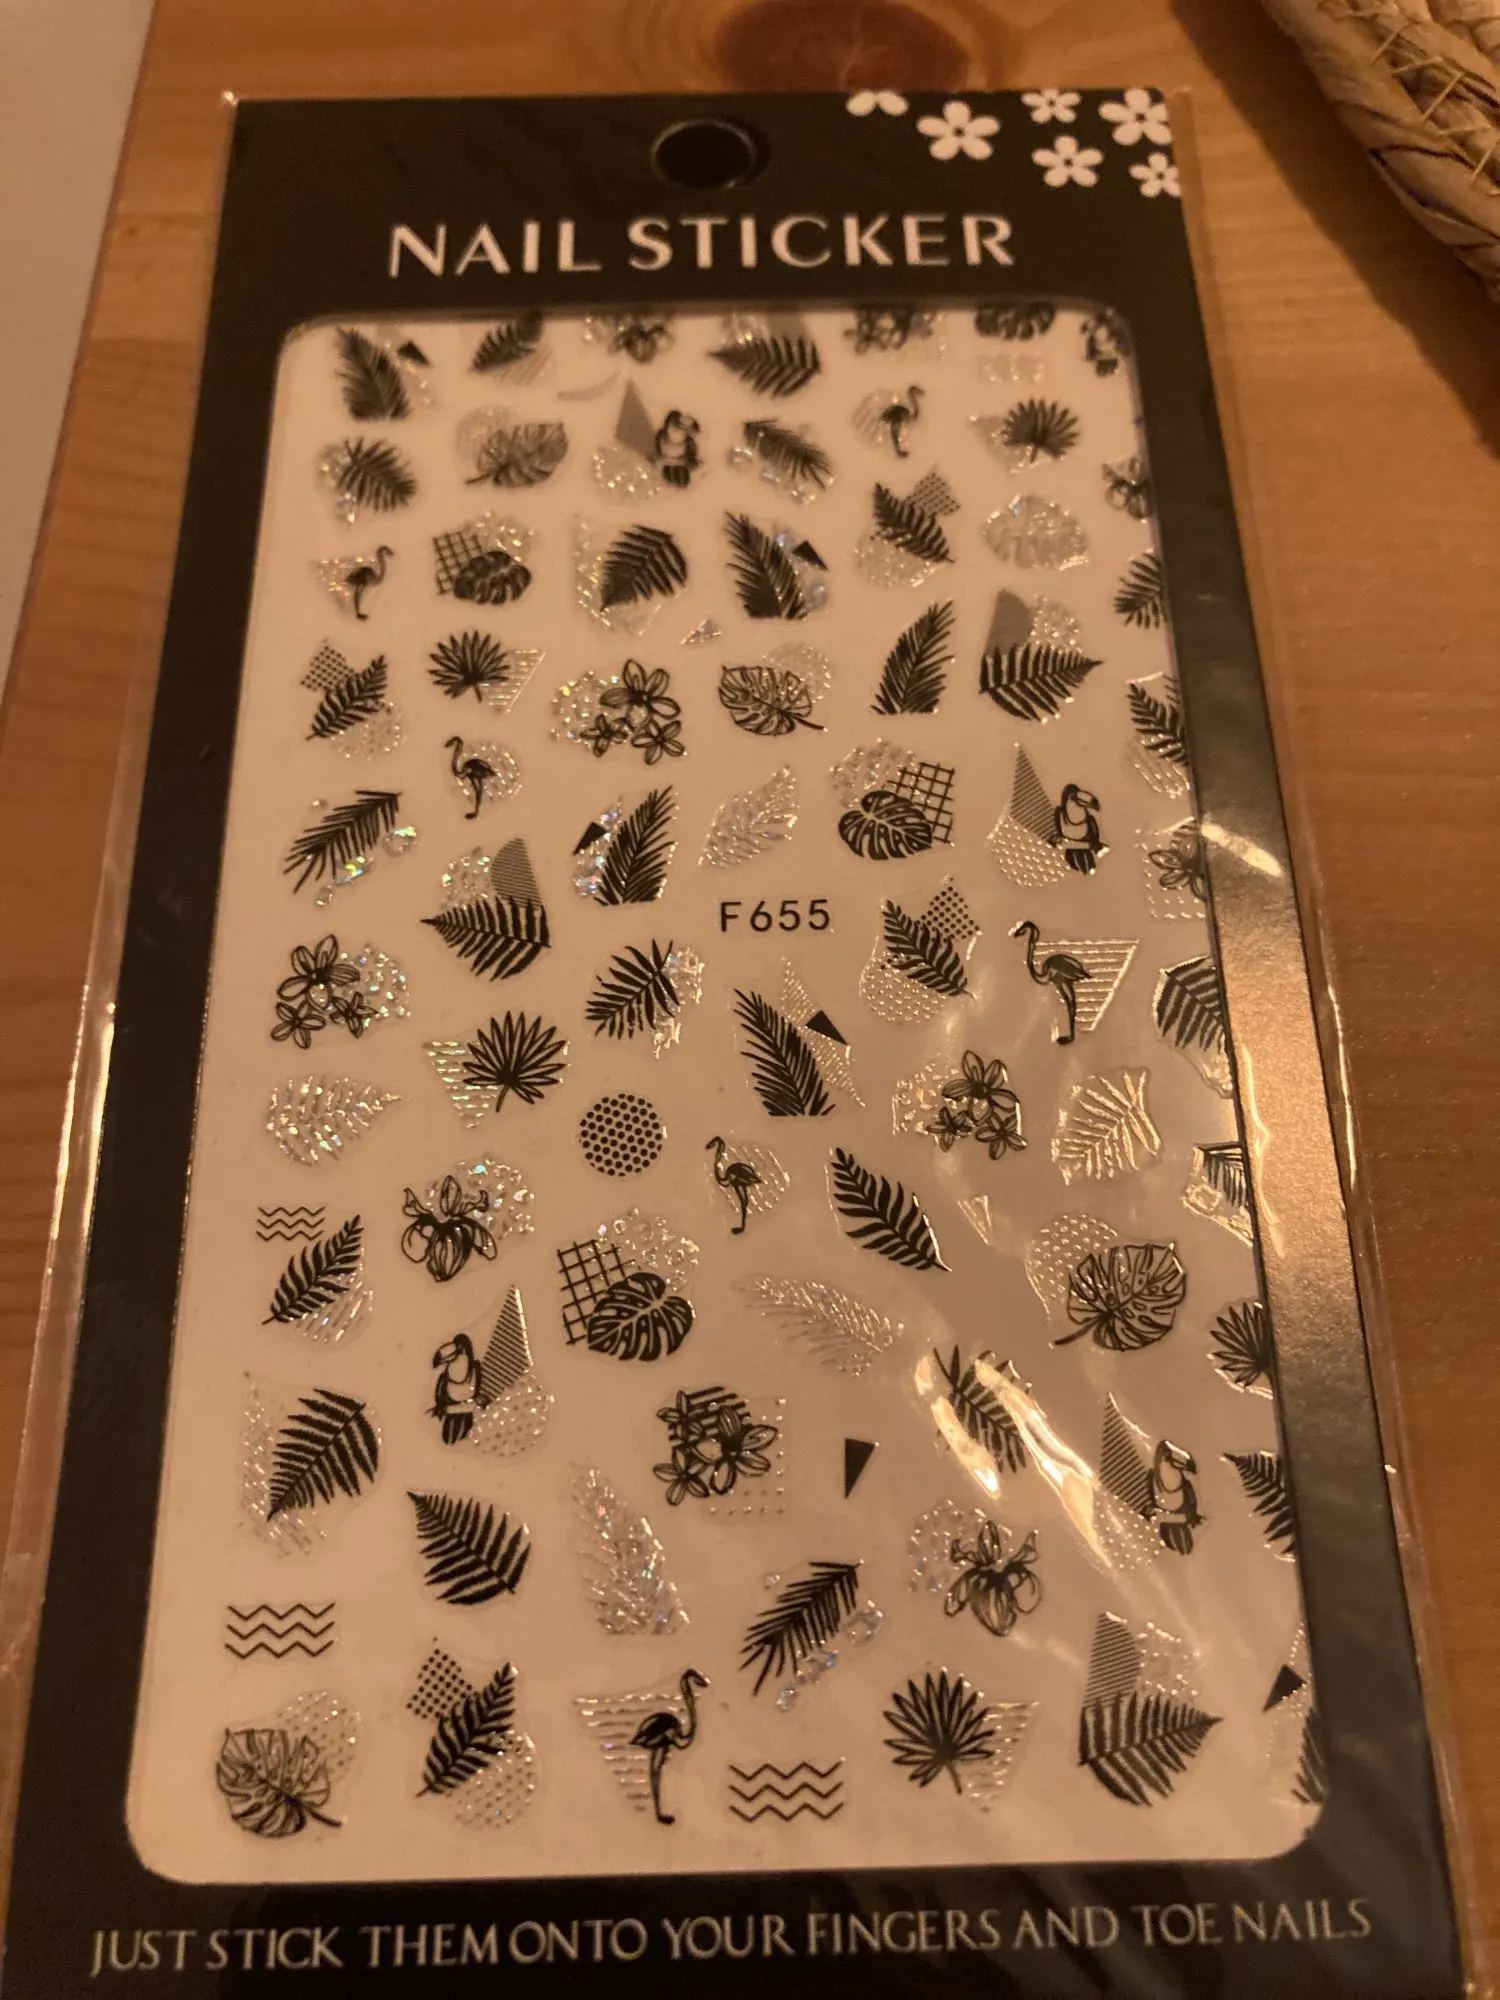 NAIL STICKER
F655
JUST STICK THEM ONTO YOUR FINGERS AND TOE NAILS